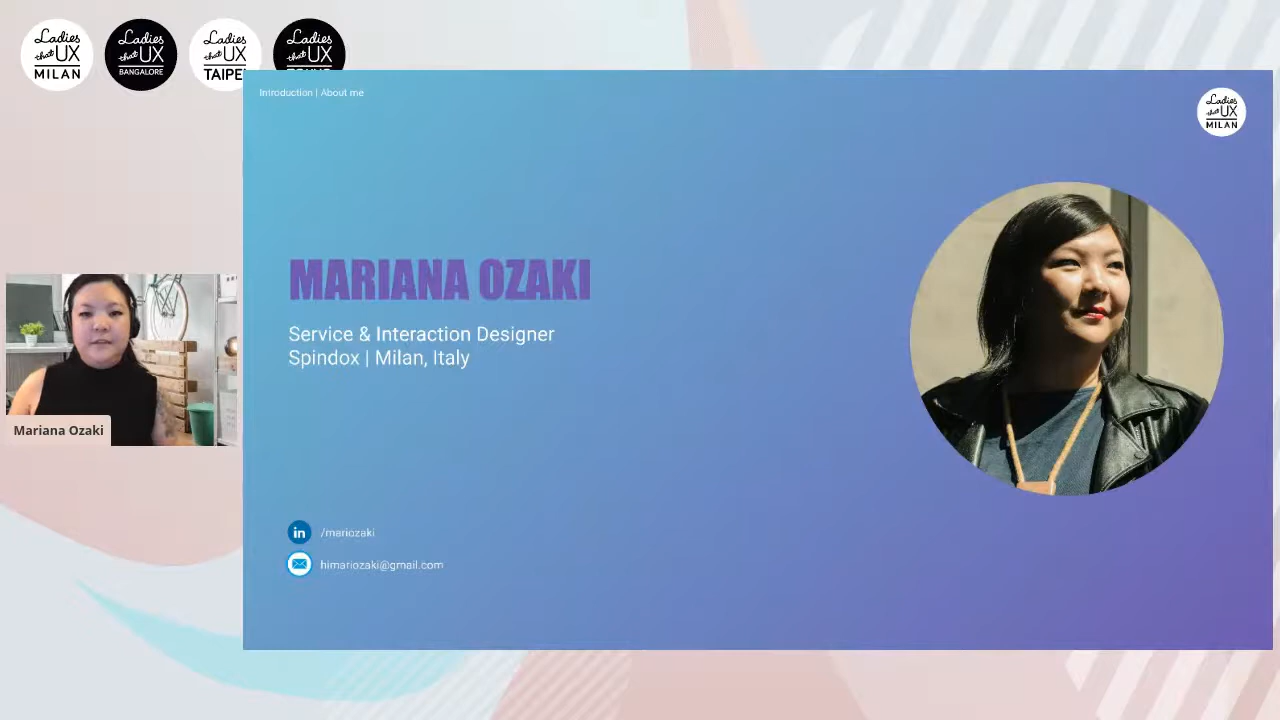 Ladies
that UX
MILAN
Ladies
that UX
BANGALORE
Ladies
that UX
TAIPEI
Ladies
that UX
Introduction | About me
Ladies
that UX
MILAN
MARIANA OZAKI
Service & Interaction Designer
Spindox | Milan, Italy
Mariana Ozaki
in
/mariozaki
himariozaki@gmail.com